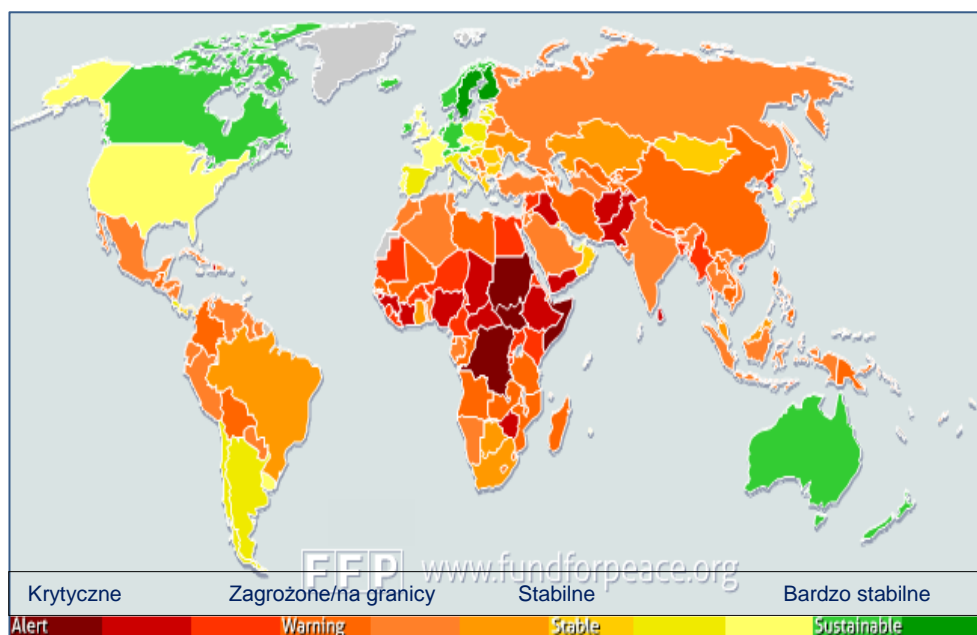 FFP www.fundforpeace.org
Krytyczne Zagrożone/na granicy Stabilne Bardzo stabilne
Alert Warning Stable Sustainable